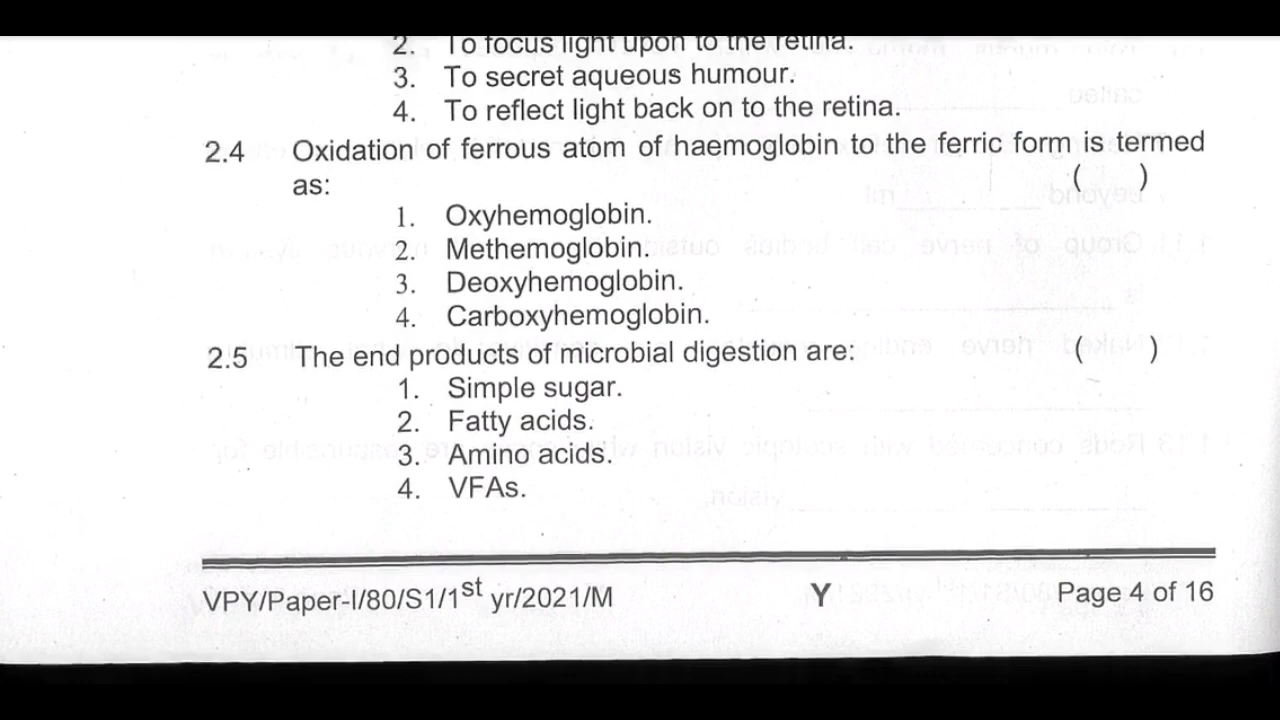 2. To focus light upon to the retina.
3. To secret aqueous humour.
4. To reflect light back on to the retina.
2.4 Oxidation of ferrous atom of haemoglobin to the ferric form is termed
as: ( )
1. Oxyhemoglobin.
2. Methemoglobin.
3. Deoxyhemoglobin.
4. Carboxyhemoglobin.
2.5 The end products of microbial digestion are: ( )
1. Simple sugar.
2. Fatty acids.
3. Amino acids.
4. VFAs.
VPY/Paper-I/80/S1/1st yr/2021/M Y Page 4 of 16